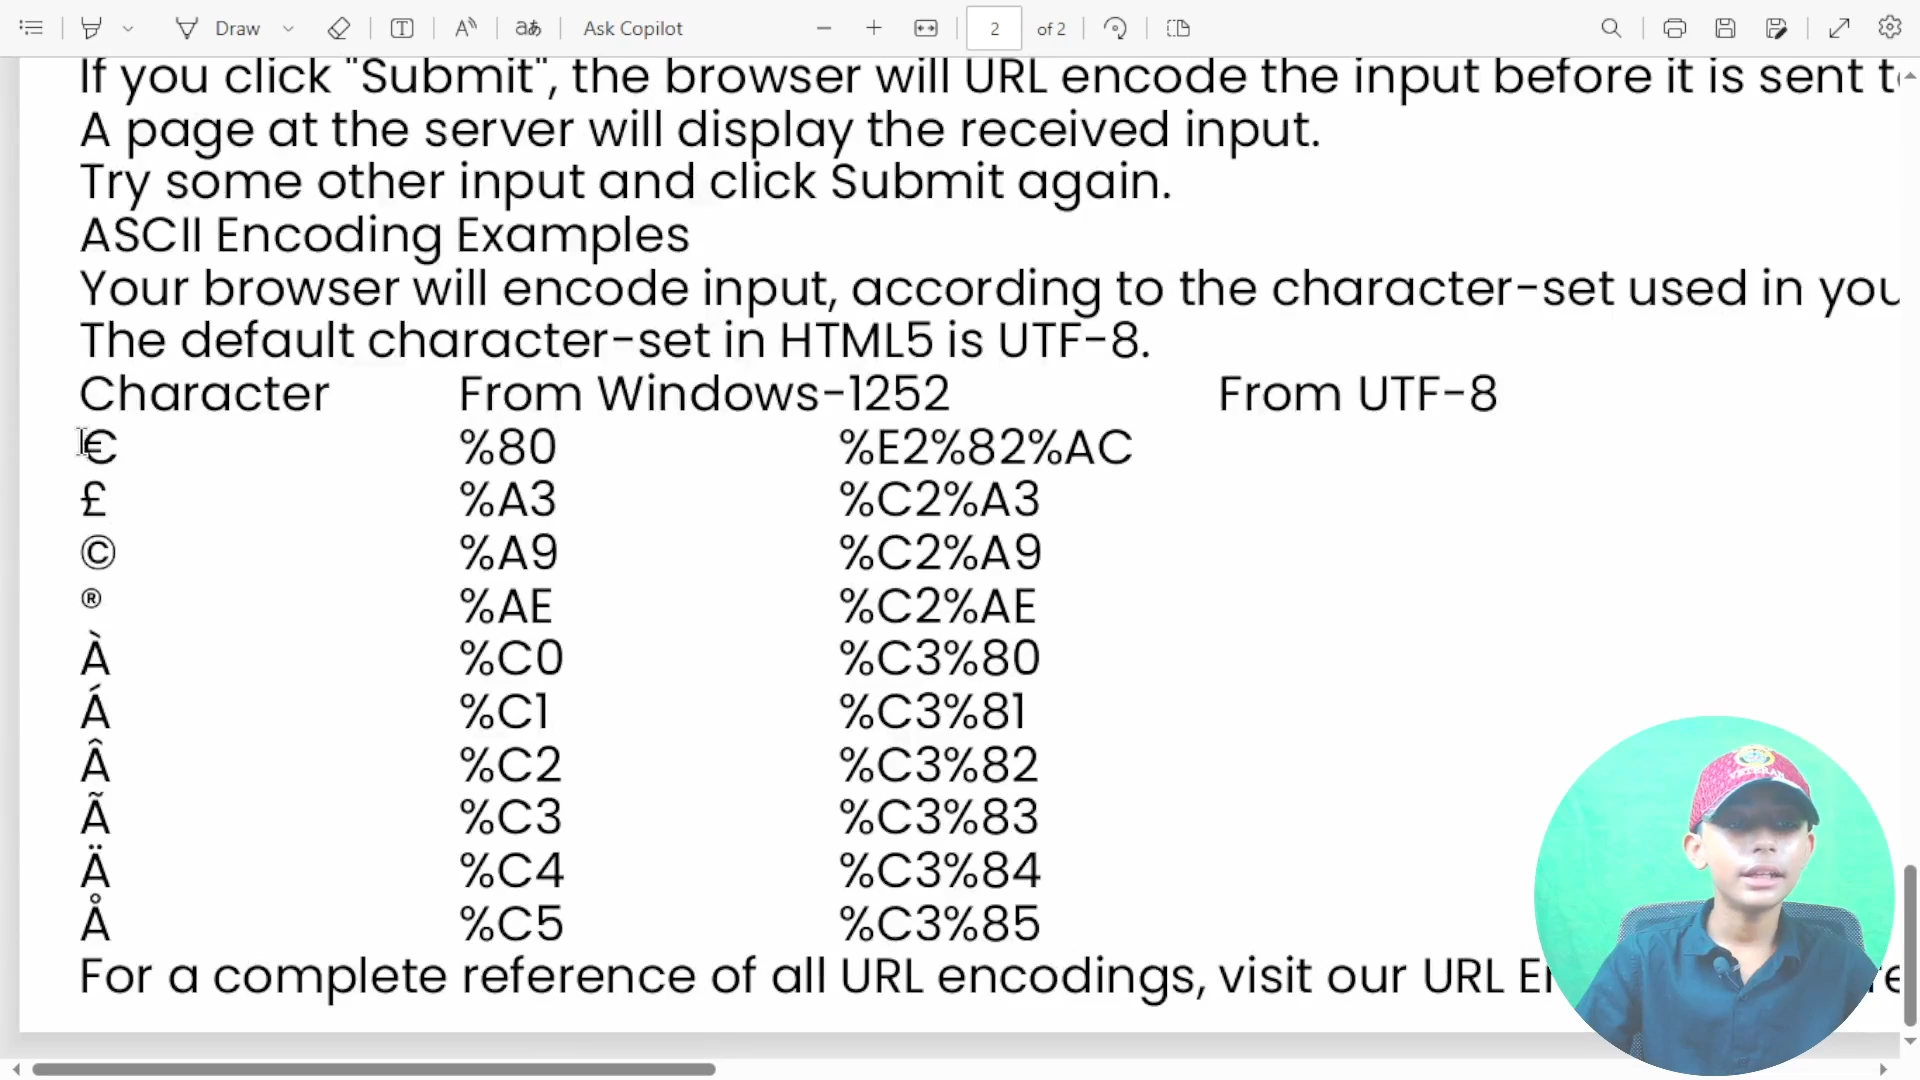 Draw
Ask Copilot
2 of 2
If you click "Submit", the browser will URL encode the input before it is sent
A page at the server will display the received input.
Try some other input and click Submit again.
ASCII Encoding Examples
Your browser will encode input, according to the character-set used in
The default character-set in HTML5 is UTF-8.
Character From Windows-1252 From UTF-8
€ %80 %E2%82%AC
£ %A3 %C2%A3
© %A9 %C2%A9
® %AE %C2%AE
À %C0 %C3%80
Á %C1 %C3%81
Â %C2 %C3%82
Ã %C3 %C3%83
Ä %C4 %C3%84
Å %C5 %C3%85
For a complete reference of all URL encodings, visit our URL
VETERAN